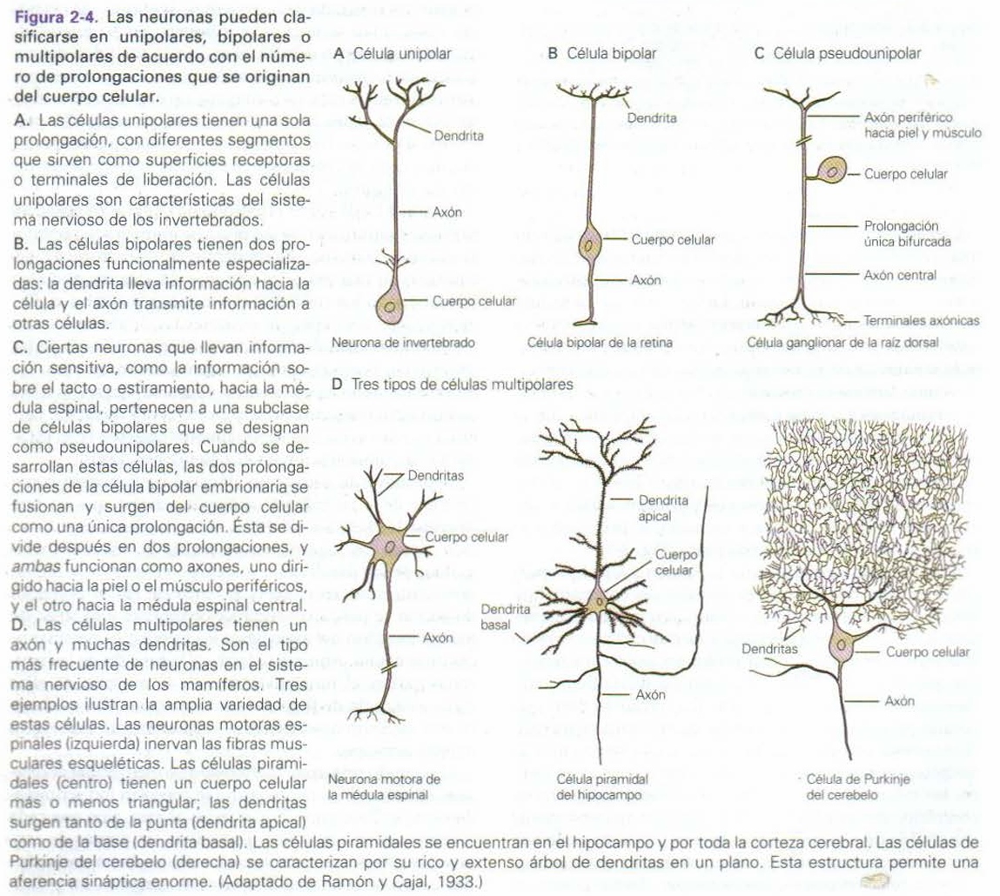 Figura 2-4. Las neuronas pueden cla-
sificarse en unipolares, bipolares o
multipolares de acuerdo con el núme-
ro de prolongaciones que se originan
del cuerpo celular.
A. Las células unipolares tienen una sola
prolongación, con diferentes segmentos
que sirven como superficies receptoras
o terminales de liberación. Las células
unipolares son características del siste-
ma nervioso de los invertebrados.
B. Las células bipolares tienen dos pro-
longaciones funcionalmente especializa-
das: la dendrita lleva información hacia la
célula y el axón transmite información a
otras células.
C. Ciertas neuronas que llevan informa-
ción sensitiva, como la información so-
bre el tacto o estiramiento, hacia la mé-
dula espinal, pertenecen a una subclase
de células bipolares que se designan
como pseudounipolares. Cuando se de-
sarrollan estas células, las dos prolonga-
ciones de la célula bipolar embrionaria se
fusionan y surgen del cuerpo celular
como una única prolongación. Ésta se di-
vide después en dos prolongaciones, y
ambas funcionan como axones, uno diri-
gido hacia la piel o el músculo periféricos,
y el otro hacia la médula espinal central.
D. Las células multipolares tienen un
axón y muchas dendritas. Son el tipo
más frecuente de neuronas en el siste-
ma nervioso de los mamíferos. Tres
ejemplos ilustran la amplia variedad de
estas células. Las neuronas motoras es-
pinales (izquierda) inervan las fibras mus-
culares esqueléticas. Las células pirami-
dales (centro) tienen un cuerpo celular
más o menos triangular; las dendritas
surgen tanto de la punta (dendrita apical)
como de la base (dendrita basal). Las células piramidales se encuentran en el hipocampo y por toda la corteza cerebral. Las células de
Purkinje del cerebelo (derecha) se caracterizan por su rico y extenso árbol de dendritas en un plano. Esta estructura permite una
aferencia sináptica enorme. (Adaptado de Ramón y Cajal, 1933.)
A Célula unipolar
Dendrita
Axón
Cuerpo celular
Neurona de invertebrado
B Célula bipolar
Dendrita
Cuerpo celular
Axón
Célula bipolar de la retina
C Célula pseudounipolar
Axón periférico
hacia piel y músculo
Cuerpo celular
Prolongación
única bifurcada
Axón central
Terminales axónicas
Célula ganglionar de la raíz dorsal
D Tres tipos de células multipolares
Dendritas
Cuerpo celular
Axón
Neurona motora de
la médula espinal
Dendrita
apical
Cuerpo
celular
Dendrita
basal
Axón
Célula piramidal
del hipocampo
Dendritas
Cuerpo celular
Axón
Célula de Purkinje
del cerebelo